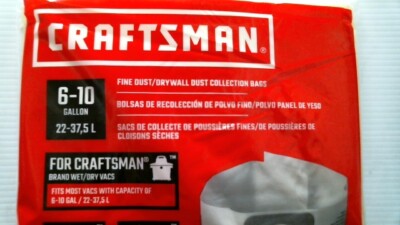 CRAFTSMAN®
6-10
GALLON
22-37,5 L
FINE DUST/DRYWALL DUST COLLECTION BAGS
BOLSAS DE RECOLECCIÓN DE POLVO FINO/POLVO PANEL DE YESO
SACS DE COLLECTE DE POUSSIÈRES FINES/DE POUSSIÈRES DE
CLOISONS SÈCHES
FOR CRAFTSMAN® ™
BRAND WET/DRY VACS
FITS MOST VACS WITH CAPACITY OF
6-10 GAL / 22-37.5 L